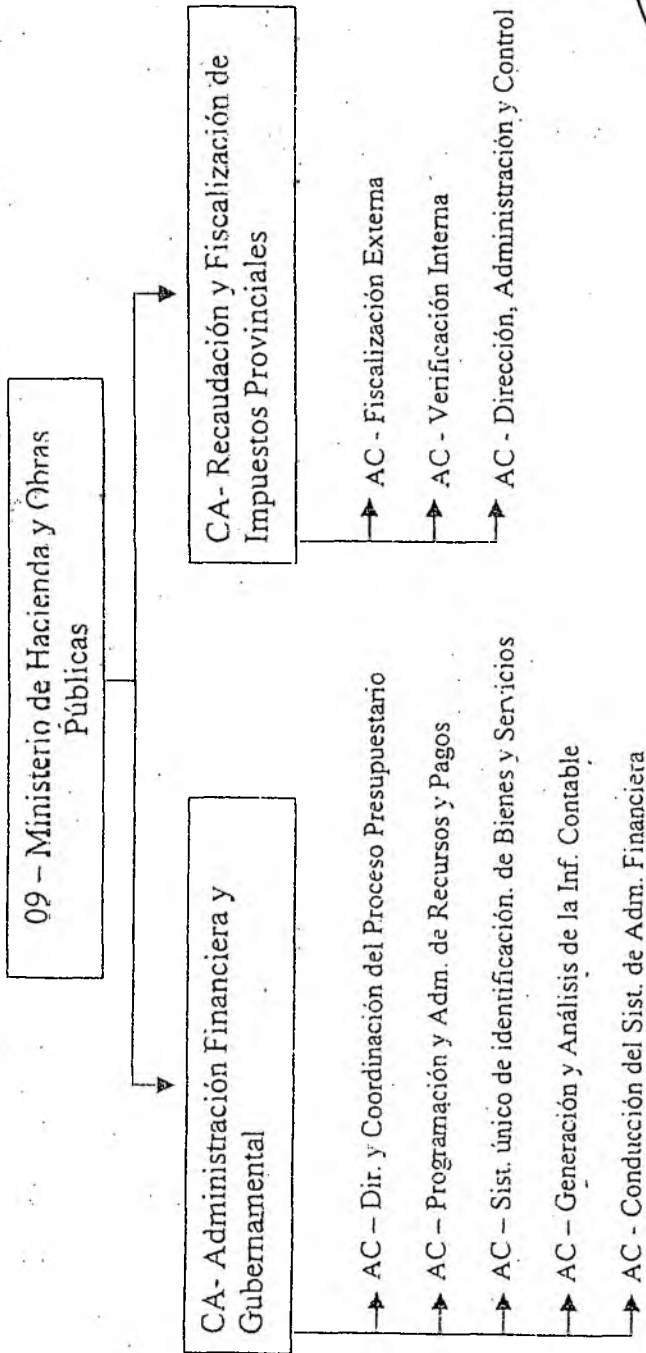 09 – Ministerio de Hacienda y Obras
Públicas
CA- Administración Financiera y
Gubernamental
AC – Dir. y Coordinación del Proceso Presupuestario
AC – Programación y Adm. de Recursos y Pagos
AC – Sist. único de identificación. de Bienes y Servicios
AC – Generación y Análisis de la Inf. Contable
AC - Conducción del Sist. de Adm. Financiera
CA- Recaudación y Fiscalización de
Impuestos Provinciales
AC - Fiscalización Externa
AC - Verificación Interna
AC - Dirección, Administración y Control